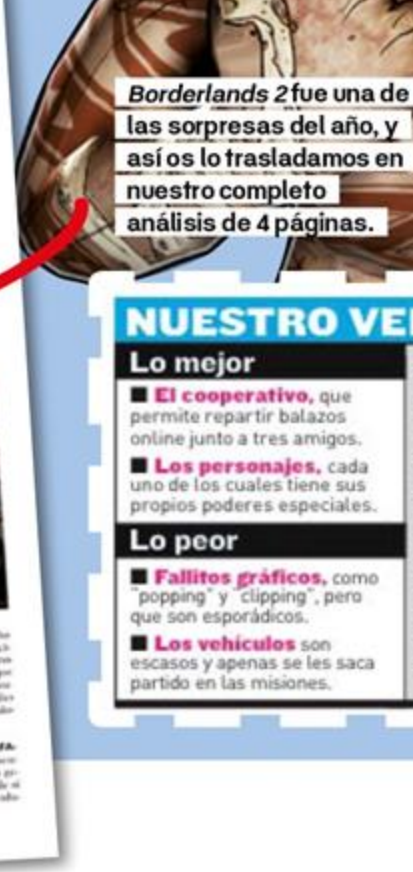 Borderlands 2 fue una de
las sorpresas del año, y
así os lo trasladamos en
nuestro completo
análisis de 4 páginas.
NUESTRO VE
Lo mejor
■ El cooperativo, que
permite repartir balazos
online junto a tres amigos.
■ Los personajes, cada
uno de los cuales tiene sus
propios poderes especiales.
Lo peor
■ Fallitos gráficos, como
"popping" y "clipping", pero
que son esporádicos.
■ Los vehículos son
escasos y apenas se les saca
partido en las misiones.